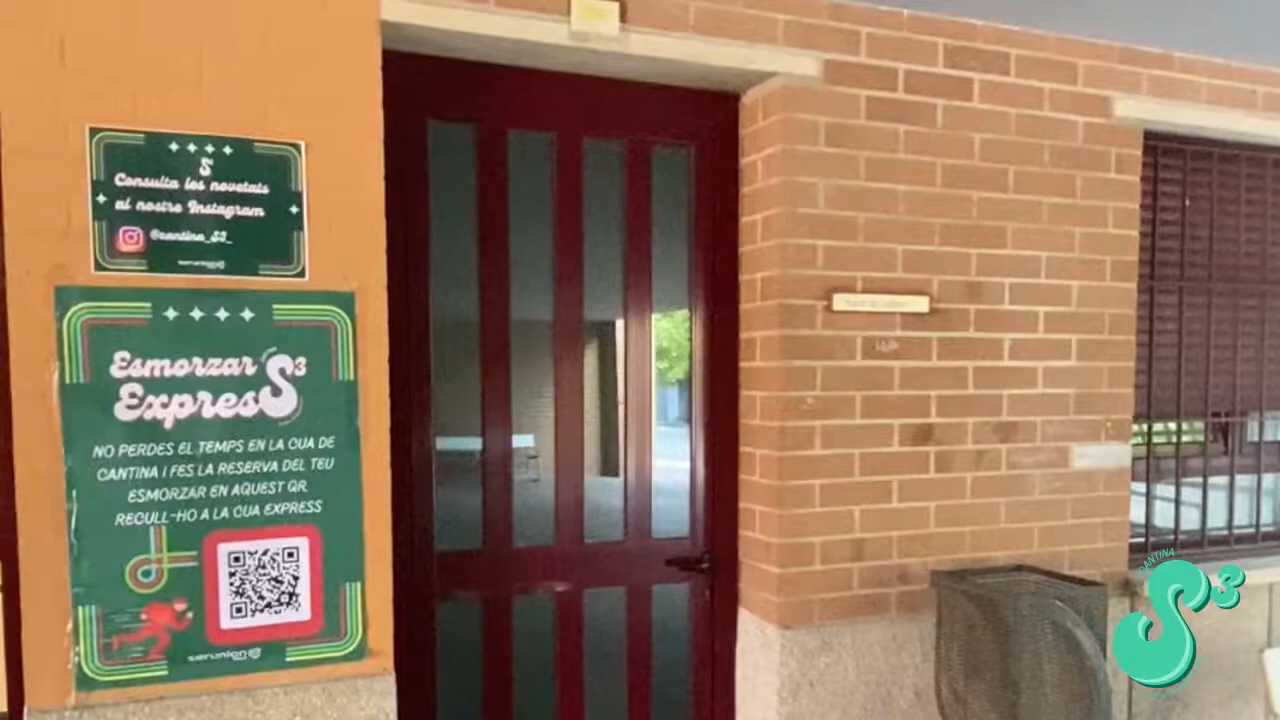 S
Consulta les novetats
al nostre Instagram
@cantina_S3_
serunion
Esmorzar S3
Express
NO PERDES EL TEMPS EN LA CUA DE
CANTINA I FES LA RESERVA DEL TEU
ESMORZAR EN AQUEST QR
RECULL-HO A LA CUA EXPRESS
serunion
CANTINA
S3